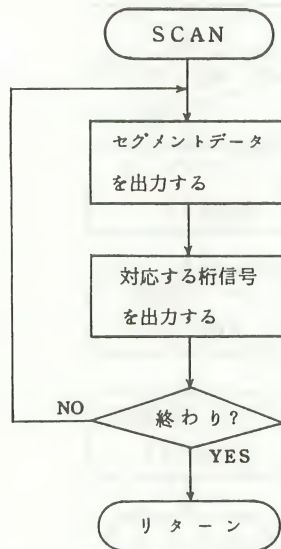 SCAN
セグメントデータ
を出力する
対応する桁信号
を出力する
終わり?
NO
YES
リターン